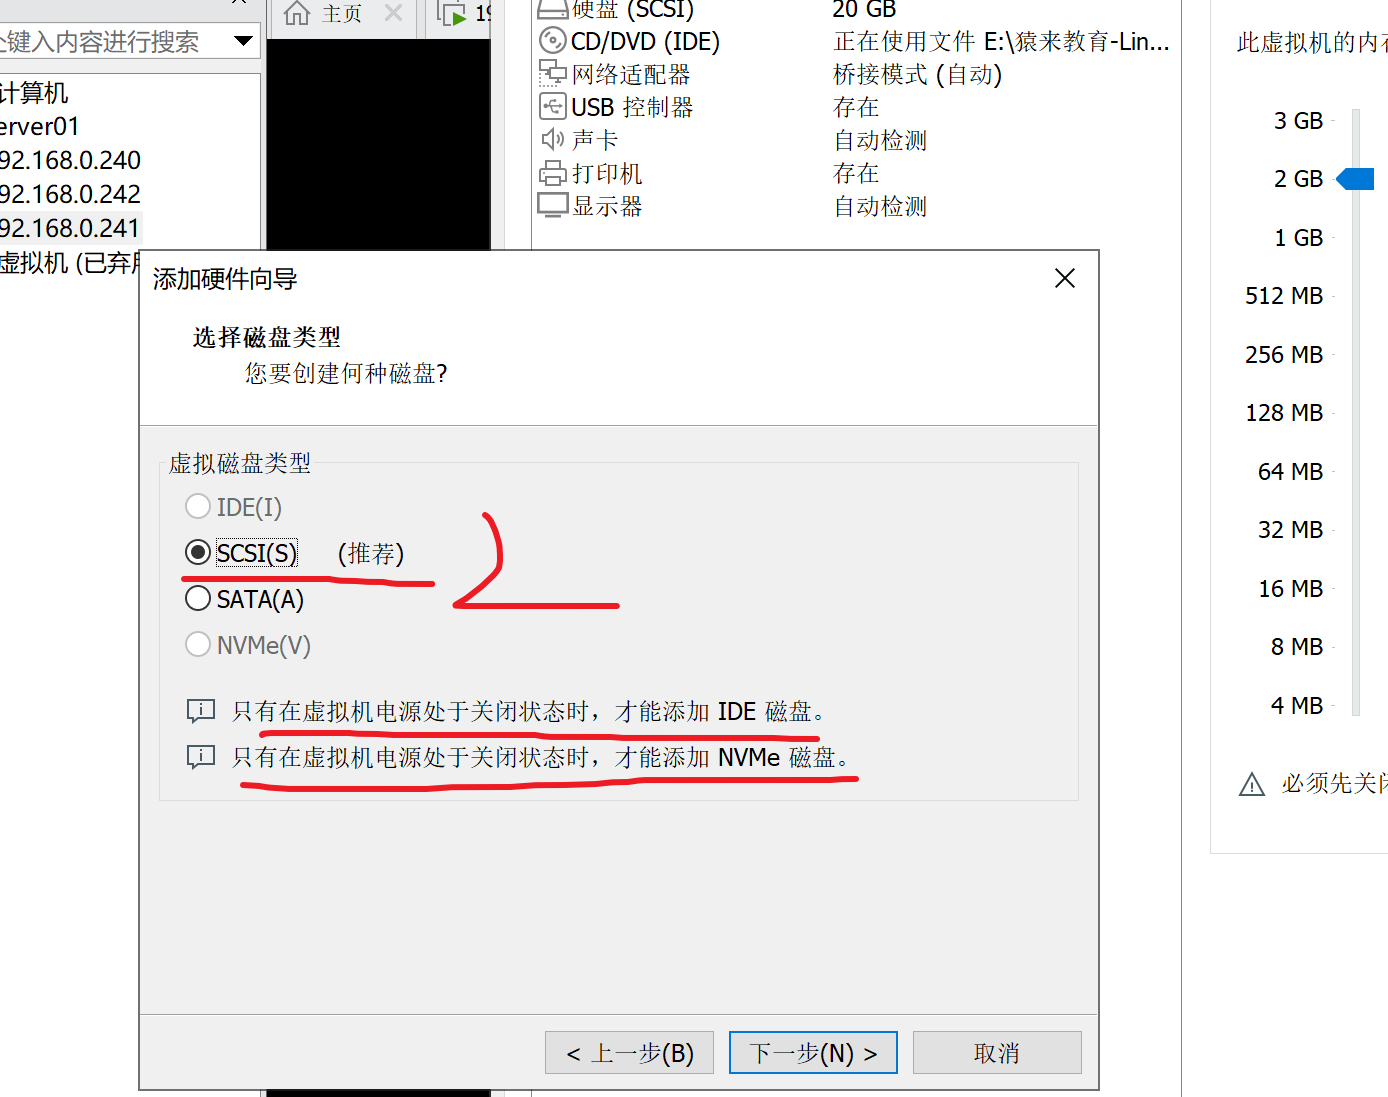 主页
19
键入内容进行搜索
计算机
erver01
92.168.0.240
92.168.0.242
92.168.0.241
虚拟机 (已弃用
硬盘 (SCSI) 20 GB
CD/DVD (IDE) 正在使用文件 E:\猿来教育-Lin...
网络适配器 桥接模式 (自动)
USB 控制器 存在
声卡 自动检测
打印机 存在
显示器 自动检测
此虚拟机的内存
3 GB
2 GB
1 GB
512 MB
256 MB
128 MB
64 MB
32 MB
16 MB
8 MB
4 MB
必须先关闭
添加硬件向导
选择磁盘类型
您要创建何种磁盘?
虚拟磁盘类型
IDE(I)
SCSI(S) (推荐)
SATA(A)
NVMe(V)
2
只有在虚拟机电源处于关闭状态时，才能添加 IDE 磁盘。
只有在虚拟机电源处于关闭状态时，才能添加 NVMe 磁盘。
< 上一步(B) 下一步(N) > 取消